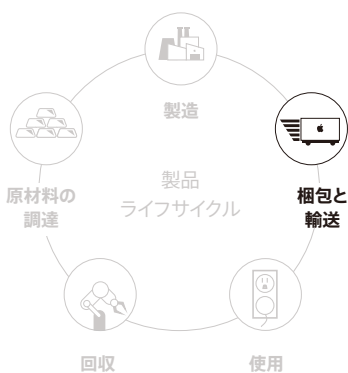 製造
原材料の
調達
製品
ライフサイクル
梱包と
輸送
回収
使用